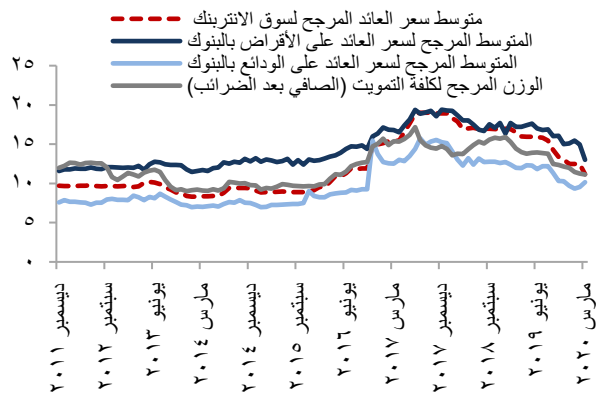 متوسط سعر العائد المرجح لسوق الانتربنك
المتوسط المرجح لسعر العائد على الأقراض بالبنوك
المتوسط المرجح لسعر العائد على الودائع بالبنوك
الوزن المرجح لكلفة التمويت (الصافي بعد الضرائب)
٢٥
٢٠
١٥
١٠
٥
٠
ديسمبر ٢٠١١
سبتمبر ٢٠١٢
يونيو ٢٠١٣
مارس ٢٠١٤
ديسمبر ٢٠١٤
سبتمبر ٢٠١٥
يونيو ٢٠١٦
مارس ٢٠١٧
ديسمبر ٢٠١٧
سبتمبر ٢٠١٨
يونيو ٢٠١٩
مارس ٢٠٢٠